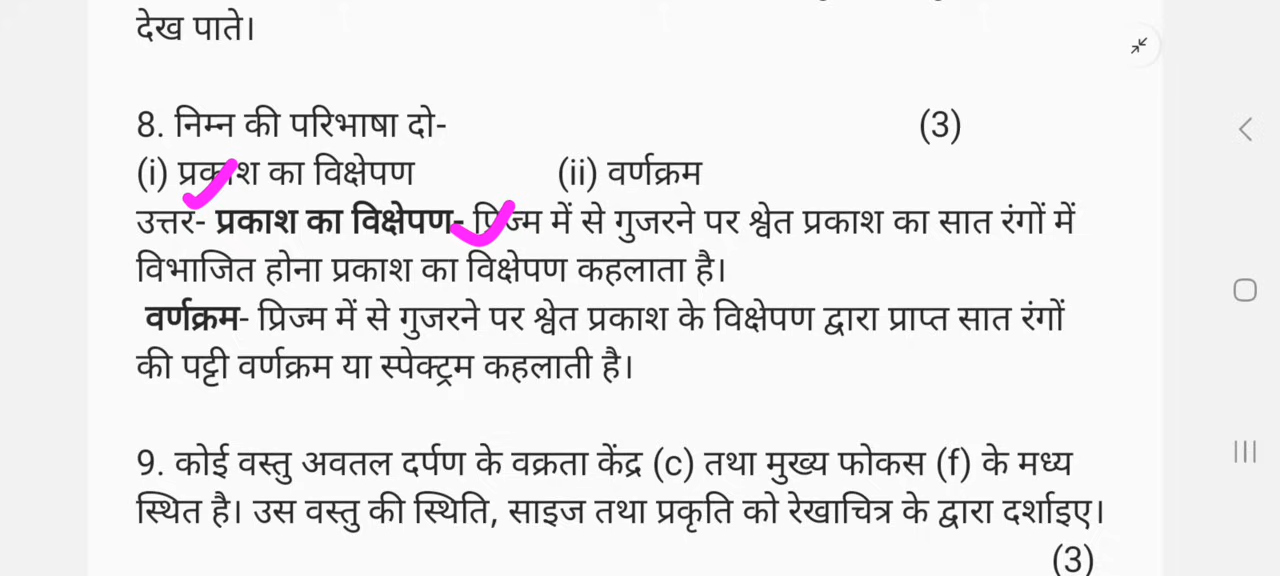 देख पाते।
8. निम्न की परिभाषा दो- (3)
(i) प्रकाश का विक्षेपण (ii) वर्णक्रम
उत्तर- प्रकाश का विक्षेपण- प्रिज्म में से गुजरने पर श्वेत प्रकाश का सात रंगों में
विभाजित होना प्रकाश का विक्षेपण कहलाता है।
वर्णक्रम- प्रिज्म में से गुजरने पर श्वेत प्रकाश के विक्षेपण द्वारा प्राप्त सात रंगों
की पट्टी वर्णक्रम या स्पेक्ट्रम कहलाती है।
9. कोई वस्तु अवतल दर्पण के वक्रता केंद्र (c) तथा मुख्य फोकस (f) के मध्य
स्थित है। उस वस्तु की स्थिति, साइज तथा प्रकृति को रेखाचित्र के द्वारा दर्शाइए।
(3)